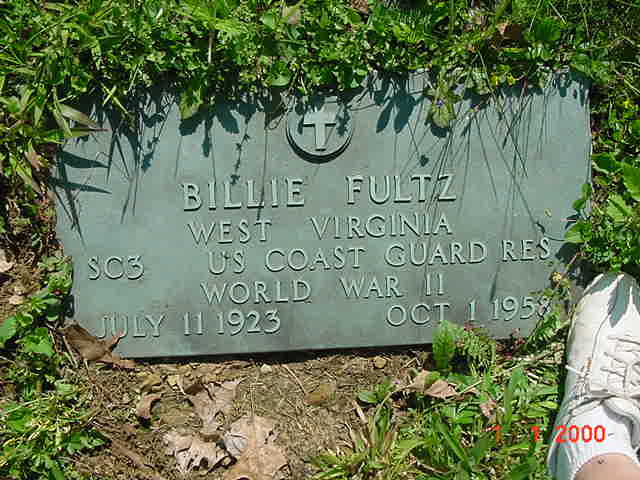 BILLIE FULTZ
WEST VIRGINIA
SC3 US COAST GUARD RES
WORLD WAR II
JULY 11 1923 OCT 1 1958
1 1 2000